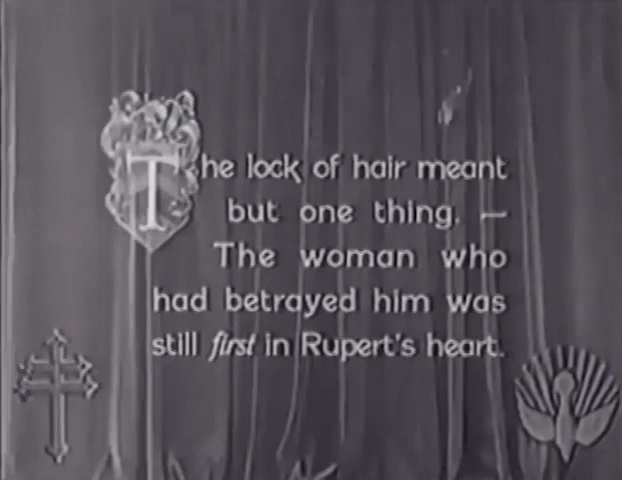 The lock of hair meant
but one thing. —
The woman who
had betrayed him was
still first in Rupert's heart.